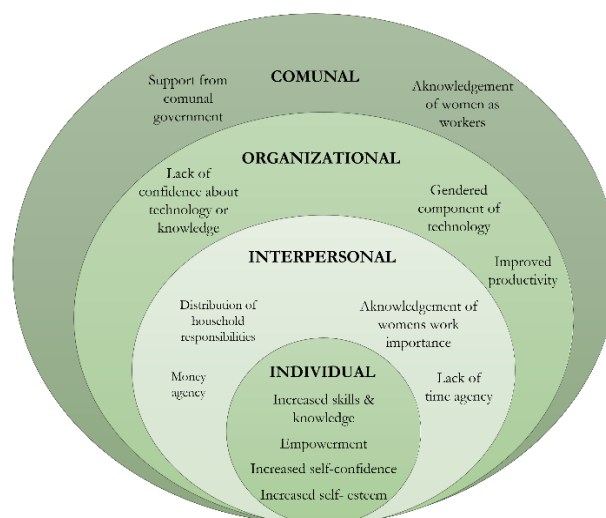 COMUNAL
Support from
comunal
government
Aknowledgement
of women as
workers
ORGANIZATIONAL
Lack of
confidence about
technology or
knowledge
Gendered
component of
technology
Improved
productivity
INTERPERSONAL
Distribution of
household
responsibilities
Aknowledgement of
womens work
importance
Money
agency
Lack of
time agency
INDIVIDUAL
Increased skills &
knowledge
Empowerment
Increased self-confidence
Increased self- esteem